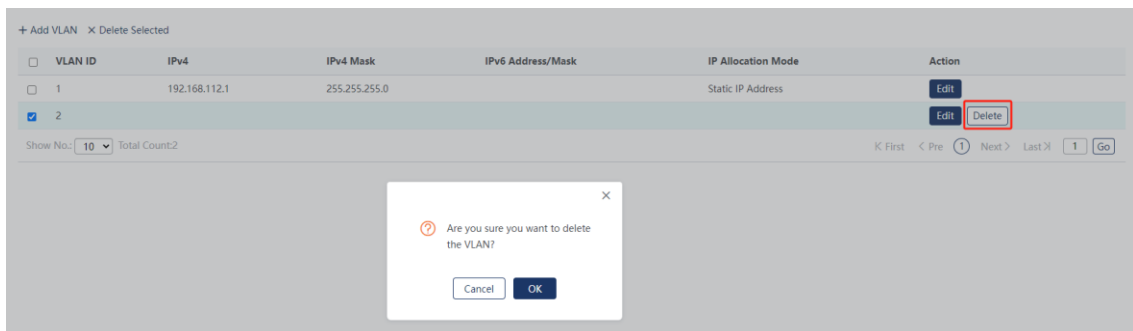 + Add VLAN × Delete Selected
VLAN ID IPv4 IPv4 Mask IPv6 Address/Mask IP Allocation Mode Action
1 192.168.112.1 255.255.255.0 Static IP Address Edit
2 Edit Delete
Show No.: 10 Total Count:2 First < Pre 1 Next > Last 1 Go
Are you sure you want to delete
the VLAN?
Cancel OK